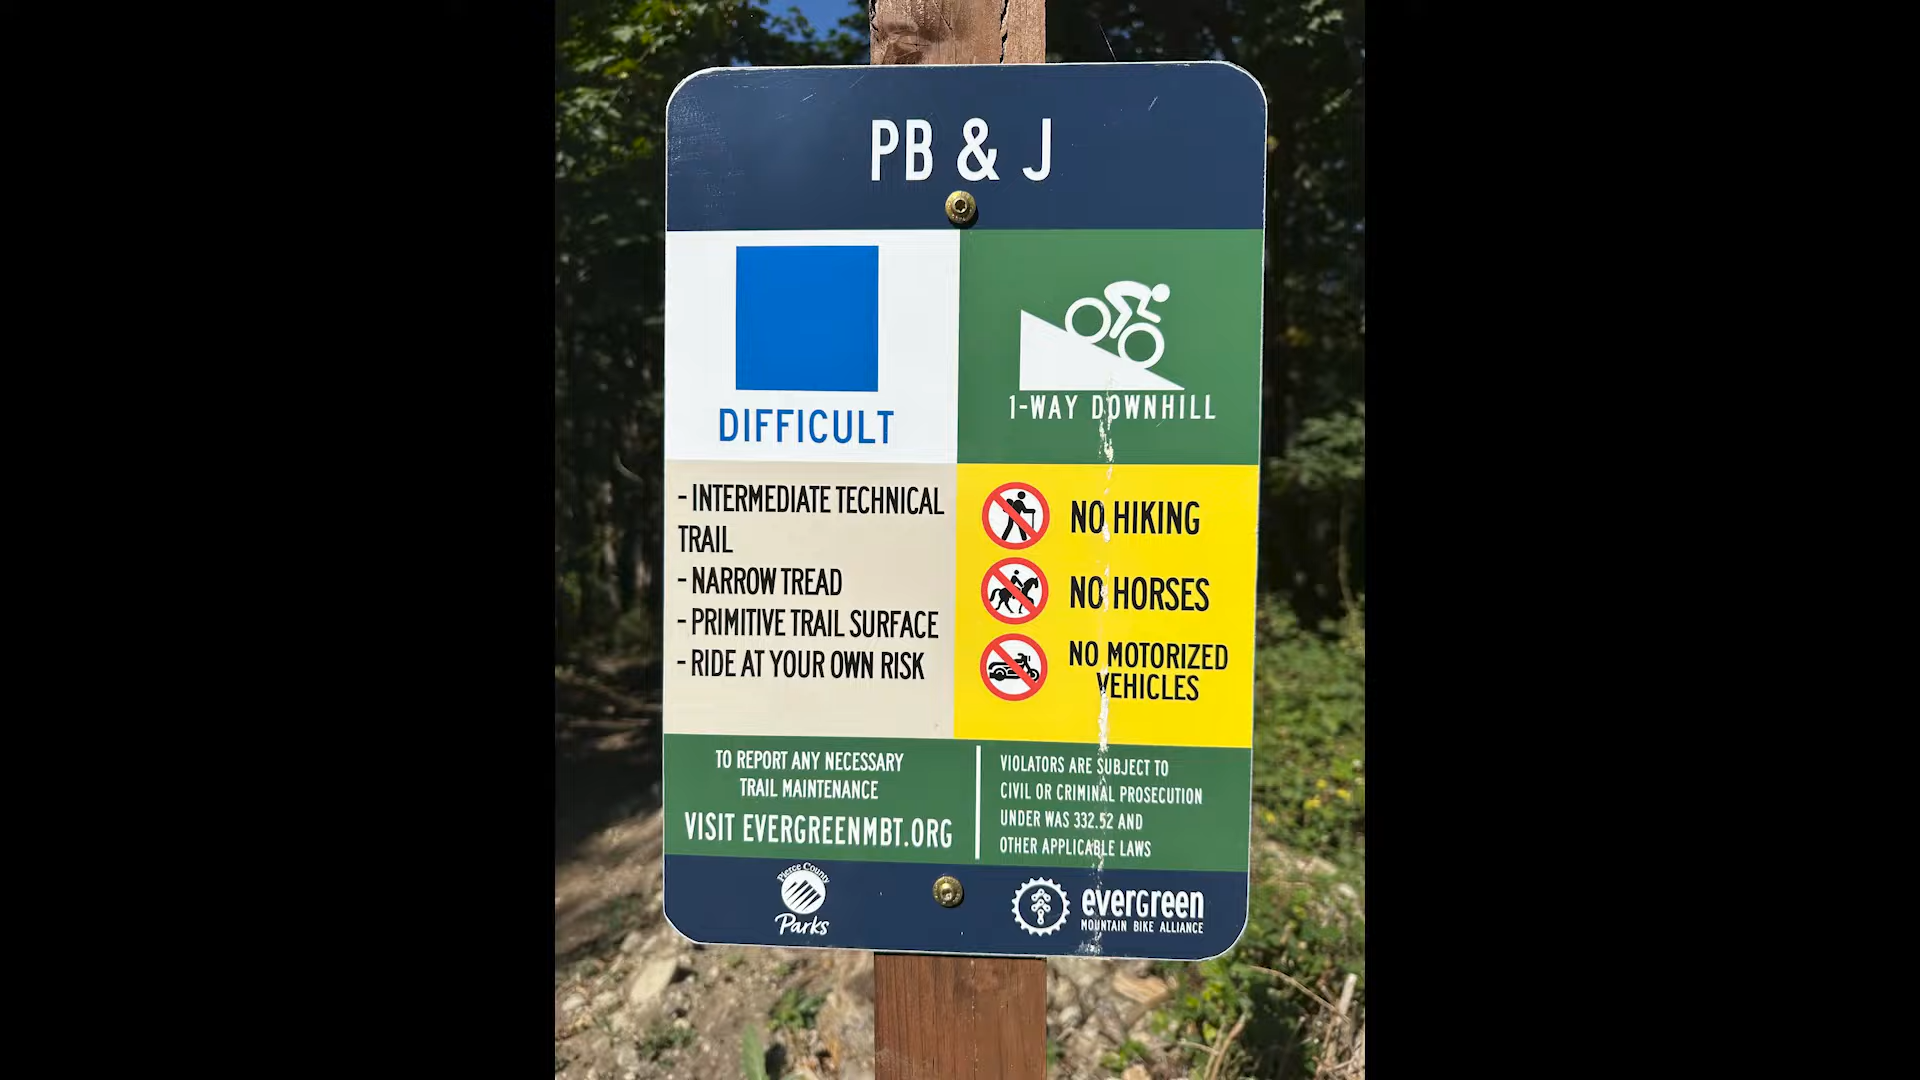 PB & J
DIFFICULT
1-WAY DOWNHILL
- INTERMEDIATE TECHNICAL
TRAIL
- NARROW TREAD
- PRIMITIVE TRAIL SURFACE
- RIDE AT YOUR OWN RISK
NO HIKING
NO HORSES
NO MOTORIZED
VEHICLES
TO REPORT ANY NECESSARY
TRAIL MAINTENANCE
VISIT EVERGREENMBT.ORG
VIOLATORS ARE SUBJECT TO
CIVIL OR CRIMINAL PROSECUTION
UNDER WAS 332.52 AND
OTHER APPLICABLE LAWS
Pierce County
Parks
evergreen
MOUNTAIN BIKE ALLIANCE